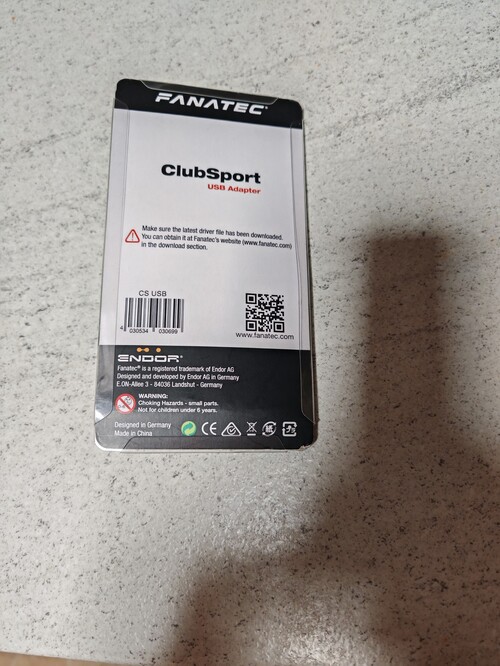 FANATEC®
ClubSport
USB Adapter
Make sure the latest driver file has been downloaded.
You can obtain it at Fanatec's website (www.fanatec.com)
in the download section.
CS USB
4 030534 030699
www.fanatec.com
ENDOR®
Fanatec® is a registered trademark of Endor AG
Designed and developed by Endor AG in Germany
E.ON-Allee 3 - 84036 Landshut - Germany
WARNING:
Choking Hazards - small parts.
Not for children under 6 years.
Designed in Germany
Made in China
CE